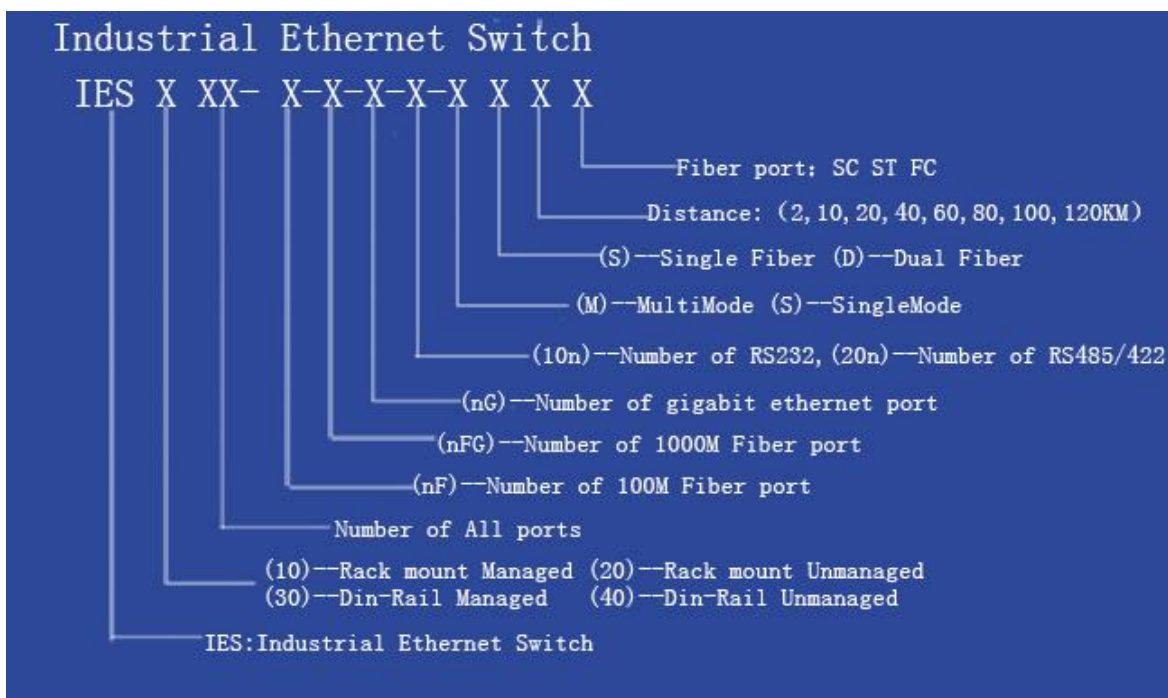 Industrial Ethernet Switch
IES X XX- X-X-X-X-X X X X
Fiber port: SC ST FC
Distance: (2,10,20,40,60,80,100,120KM)
(S)--Single Fiber (D)--Dual Fiber
(M)--MultiMode (S)--SingleMode
(10n)--Number of RS232,(20n)--Number of RS485/422
(nG)--Number of gigabit ethernet port
(nFG)--Number of 1000M Fiber port
(nF)--Number of 100M Fiber port
Number of All ports
(10)--Rack mount Managed (20)--Rack mount Unmanaged
(30)--Din-Rail Managed (40)--Din-Rail Unmanaged
IES:Industrial Ethernet Switch